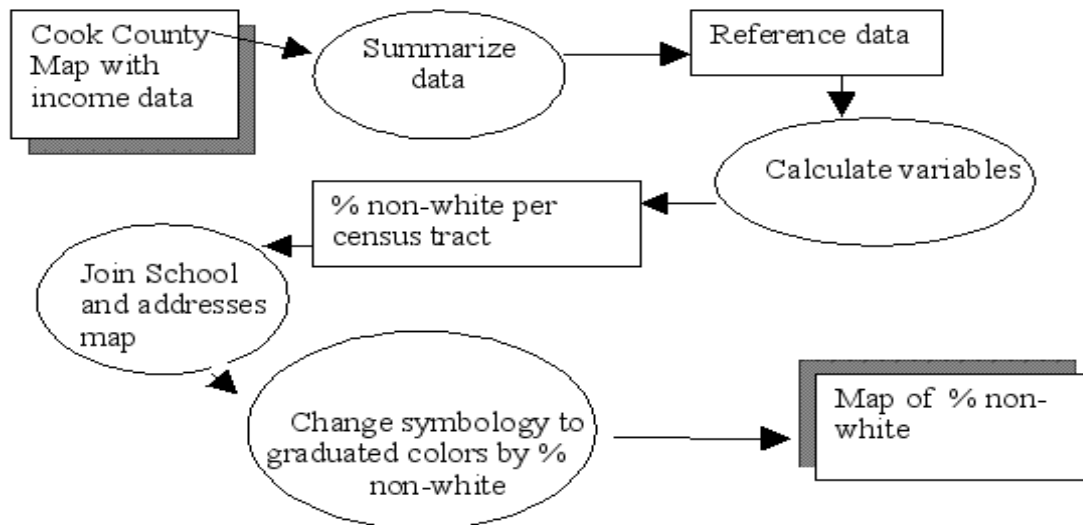 Cook County
Map with
income data
Summarize
data
Reference data
Calculate variables
% non-white per
census tract
Join School
and addresses
map
Change symbology to
graduated colors by %
non-white
Map of % non-
white